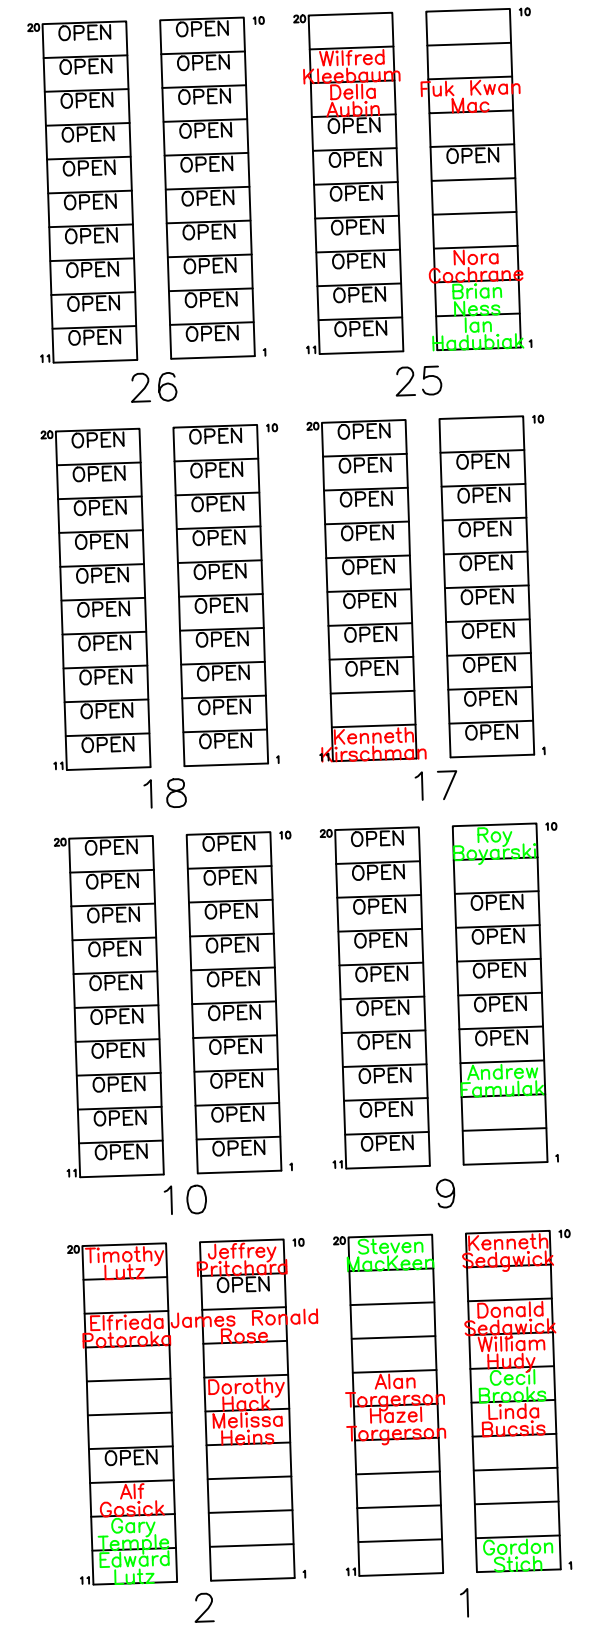 20 10
OPEN OPEN
OPEN OPEN
OPEN OPEN
OPEN OPEN
OPEN OPEN
OPEN OPEN
OPEN OPEN
OPEN OPEN
OPEN OPEN
OPEN OPEN
11 1
26
20 10
Wilfred
Kleebaum
Della
Aubin
Fuk Kwan
Mac
OPEN
OPEN OPEN
OPEN
OPEN
OPEN
Nora
Cochrane
OPEN
Brian
Ness
OPEN
Ian
Hadubiak
11 1
25
20 10
OPEN OPEN
OPEN OPEN
OPEN OPEN
OPEN OPEN
OPEN OPEN
OPEN OPEN
OPEN OPEN
OPEN OPEN
OPEN OPEN
OPEN OPEN
11 1
18
20 10
OPEN
OPEN OPEN
OPEN OPEN
OPEN OPEN
OPEN OPEN
OPEN OPEN
OPEN OPEN
OPEN OPEN
OPEN
Kenneth
Kirschman
OPEN
11 1
17
20 10
OPEN OPEN
OPEN OPEN
OPEN OPEN
OPEN OPEN
OPEN OPEN
OPEN OPEN
OPEN OPEN
OPEN OPEN
OPEN OPEN
OPEN OPEN
11 1
10
20 10
OPEN
Roy
Boyarski
OPEN
OPEN OPEN
OPEN OPEN
OPEN OPEN
OPEN OPEN
OPEN OPEN
OPEN
Andrew
Famulak
OPEN
OPEN
11 1
9
20 10
Timothy
Lutz
Jeffrey
Pritchard
OPEN
Elfrieda
Potoroka
James Ronald
Rose
Dorothy
Hack
Melissa
Heins
OPEN
Alf
Gosick
Gary
Temple
Edward
Lutz
11 1
2
20 10
Steven
MacKeen
Kenneth
Sedgwick
Donald
Sedgwick
William
Hudy
Alan
Torgerson
Cecil
Brooks
Hazel
Torgerson
Linda
Bucsis
Gordon
Stich
11 1
1